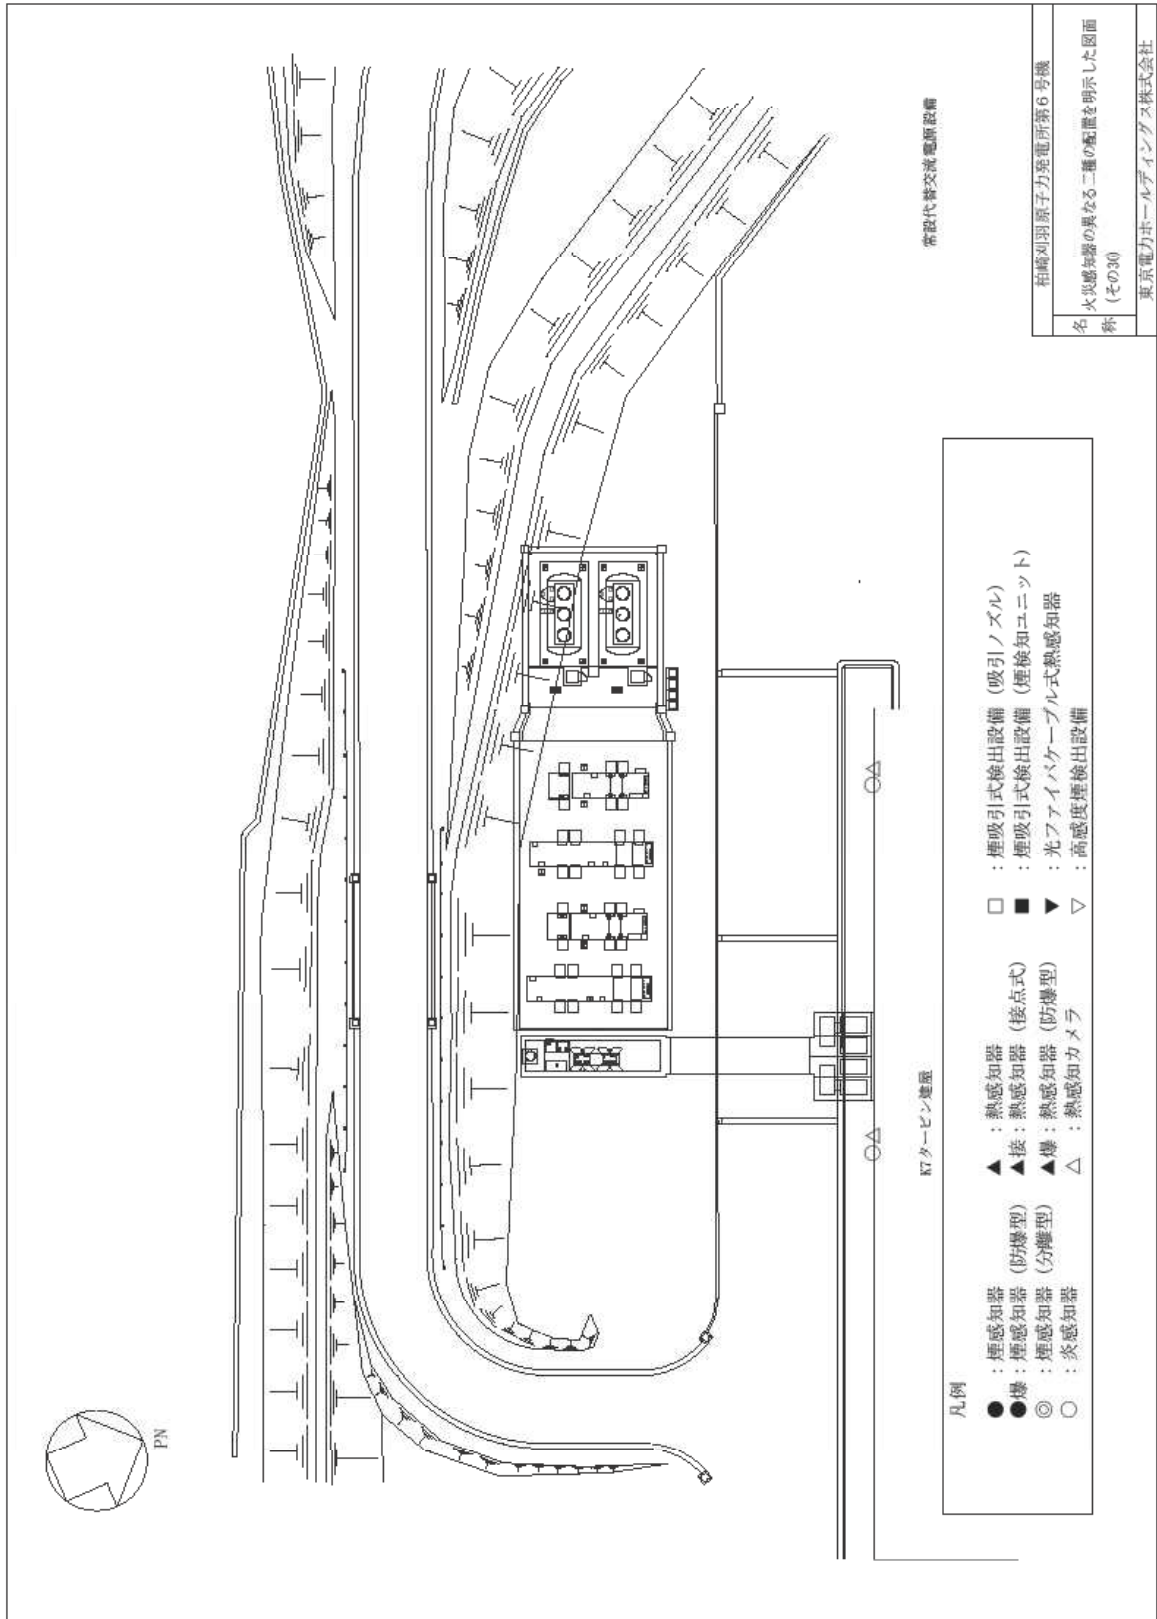 PN
常設代替交流電源設備
K7タービン建屋
凡例
● : 煙感知器
●爆 : 煙感知器 (防爆型)
◎ : 煙感知器 (分離型)
○ : 炎感知器
▲ : 熱感知器
▲接 : 熱感知器 (接点式)
▲爆 : 熱感知器 (防爆型)
△ : 熱感知カメラ
□ : 煙吸引式検出設備 (吸引ノズル)
■ : 煙吸引式検出設備 (煙検知ユニット)
▼ : 光ファイバケーブル式熱感知器
▽ : 高感度煙検出設備
柏崎刈羽原子力発電所第6号機
名称
火災感知器の異なる二種の配置を明示した図面
(その30)
東京電力ホールディングス株式会社